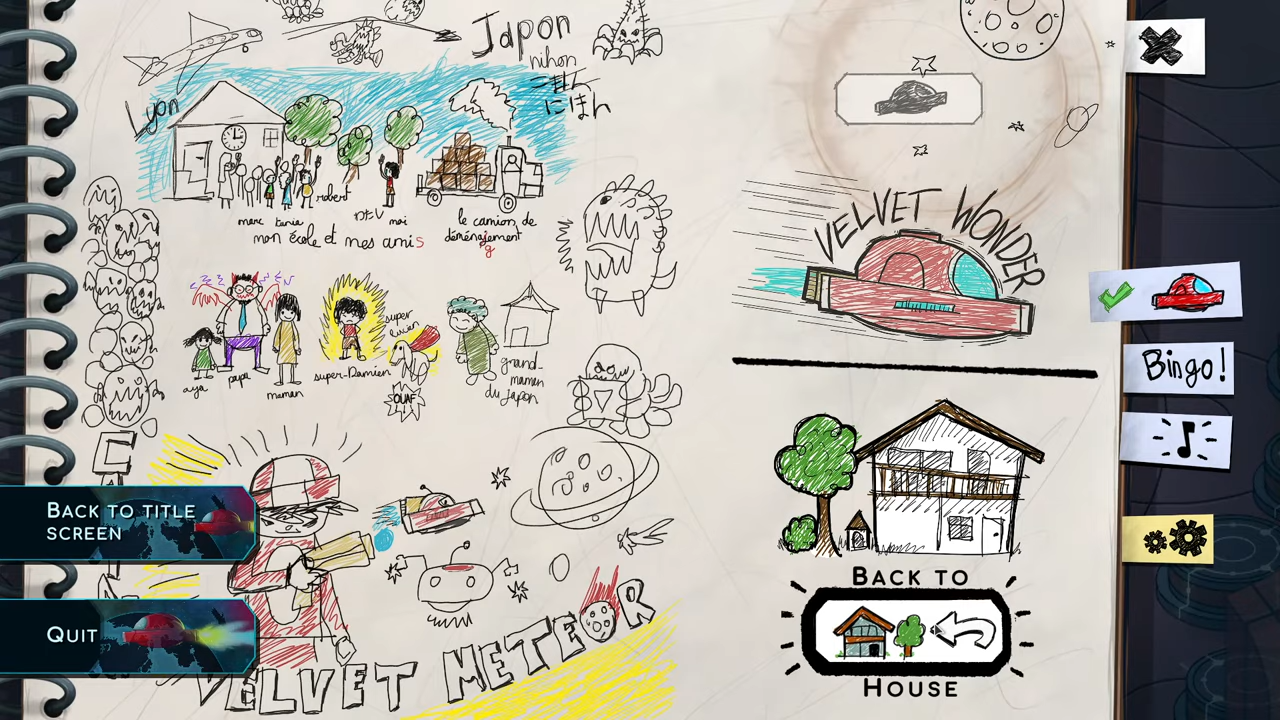 Japon
nihon
にほん
Lyon
robert
marc tania moi
mon école et mes amis
le camion de
déménagement
g
super
lucien
aya papa
maman
super-Damien
OUAF
grand-
maman
du japon
VELVET METEOR
VELVET WONDER
BACK TO
HOUSE
Bingo!
BACK TO TITLE
SCREEN
QUIT